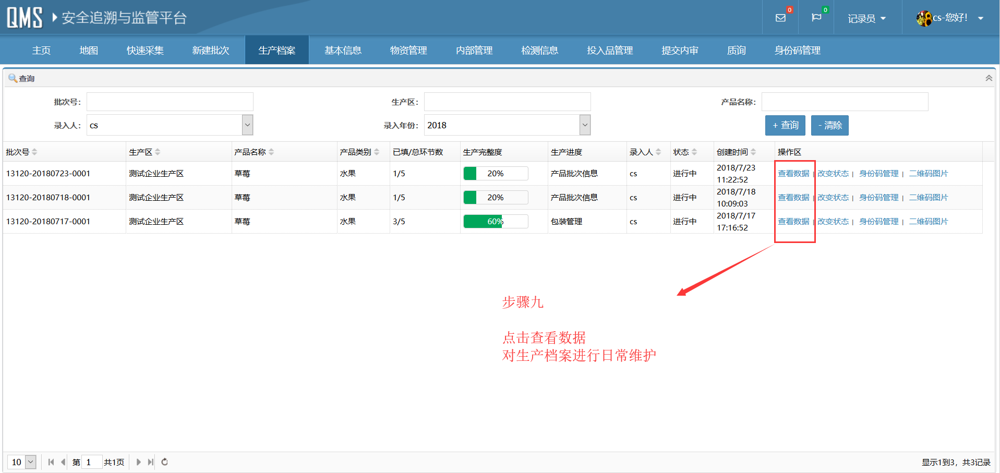 QMS 安全追溯与监管平台
0
0
记录员
cs-您好!
主页 地图 快速采集 新建批次 生产档案 基本信息 物资管理 内部管理 检测信息 投入品管理 提交内审 质询 身份码管理
查询
批次号: 生产区: 产品名称:
录入人: cs 录入年份: 2018 + 查询 - 清除
批次号 生产区 产品名称 产品类别 已填/总环节数 生产完整度 生产进度 录入人 状态 创建时间 操作区
13120-20180723-0001 测试企业生产区 草莓 水果 1/5 20% 产品批次信息 cs 进行中 2018/7/23 11:22:52 查看数据 | 改变状态 | 身份码管理 | 二维码图片
13120-20180718-0001 测试企业生产区 草莓 水果 1/5 20% 产品批次信息 cs 进行中 2018/7/18 10:09:03 查看数据 | 改变状态 | 身份码管理 | 二维码图片
13120-20180717-0001 测试企业生产区 草莓 水果 3/5 60% 包装管理 cs 进行中 2018/7/17 17:16:52 查看数据 | 改变状态 | 身份码管理 | 二维码图片
步骤九
点击查看数据
对生产档案进行日常维护
10 第 1 共1页 显示1到3，共3记录